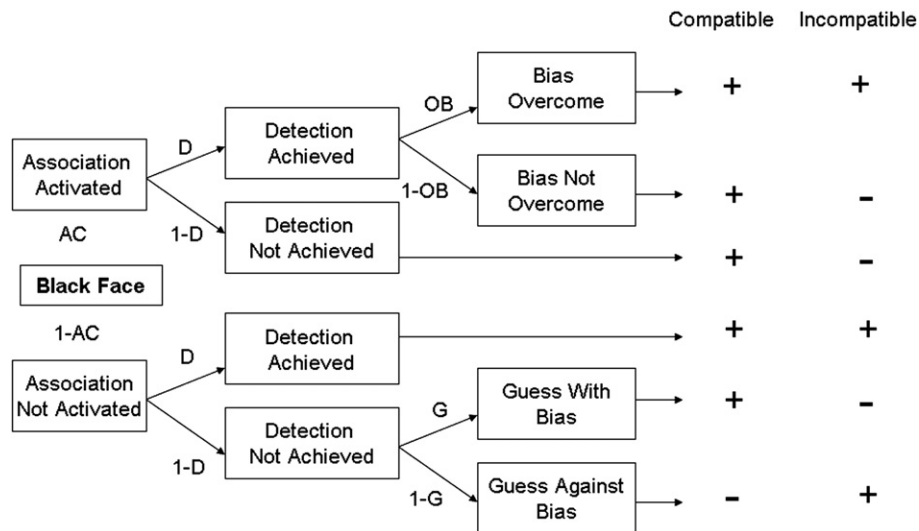 Compatible Incompatible
Bias
Overcome
+ +
OB
D
Detection
Achieved
Association
Activated
1-OB
Bias Not
Overcome
+ -
AC
1-D
Detection
Not Achieved
+ -
Black Face
1-AC
D
Detection
Achieved
+ +
Association
Not Activated
G
Guess With
Bias
+ -
Detection
Not Achieved
1-D
1-G
Guess Against
Bias
- +